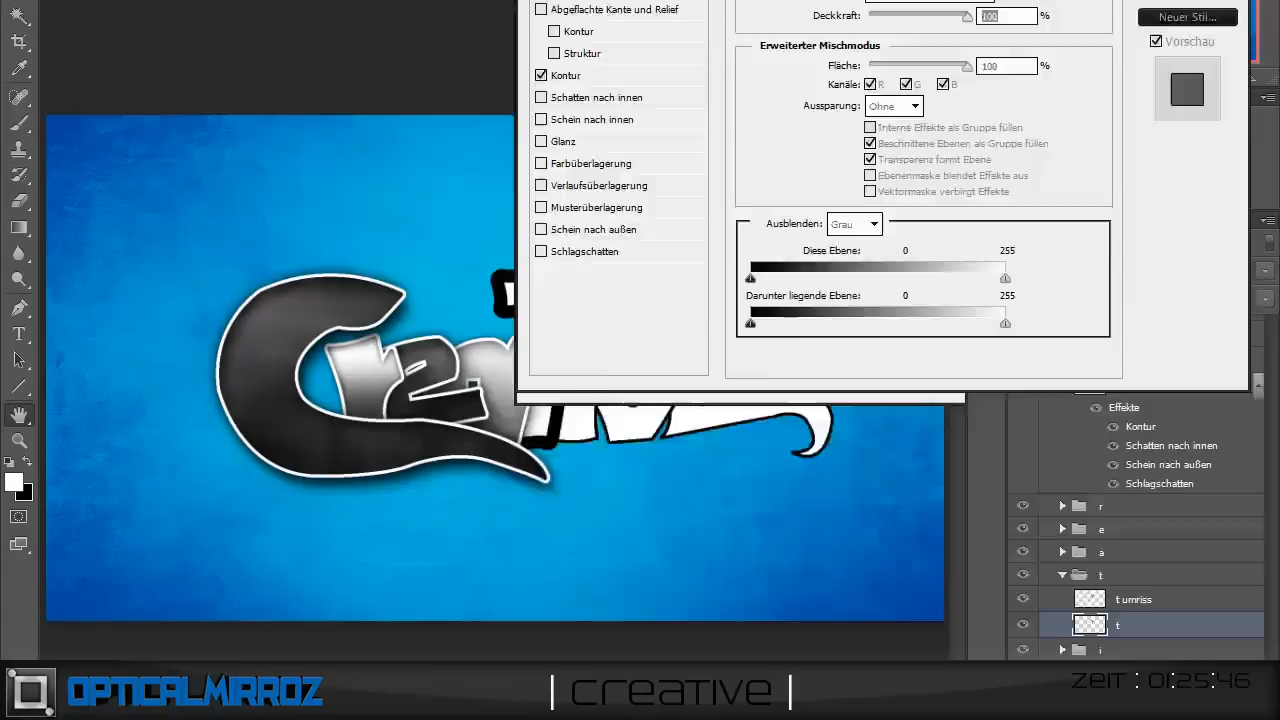 Abgeflachte Kante und Relief
Kontur
Struktur
Kontur
Schatten nach innen
Schein nach innen
Glanz
Farbüberlagerung
Verlaufsüberlagerung
Musterüberlagerung
Schein nach außen
Schlagschatten
Deckkraft: 100 %
Erweiterter Mischmodus
Fläche: 100 %
Kanäle: R G B
Aussparung: Ohne
Interne Effekte als Gruppe füllen
Beschnittene Ebenen als Gruppe füllen
Transparenz formt Ebene
Ebenenmaske blendet Effekte aus
Vektormaske verbirgt Effekte
Ausblenden: Grau
Diese Ebene: 0 255
Darunter liegende Ebene: 0 255
Neuer Stil...
Vorschau
Effekte
Kontur
Schatten nach innen
Schein nach außen
Schlagschatten
r
e
a
t
t umriss
t
i
OPTICALMIRROZ
| creative |
ZEIT : 01:25:46